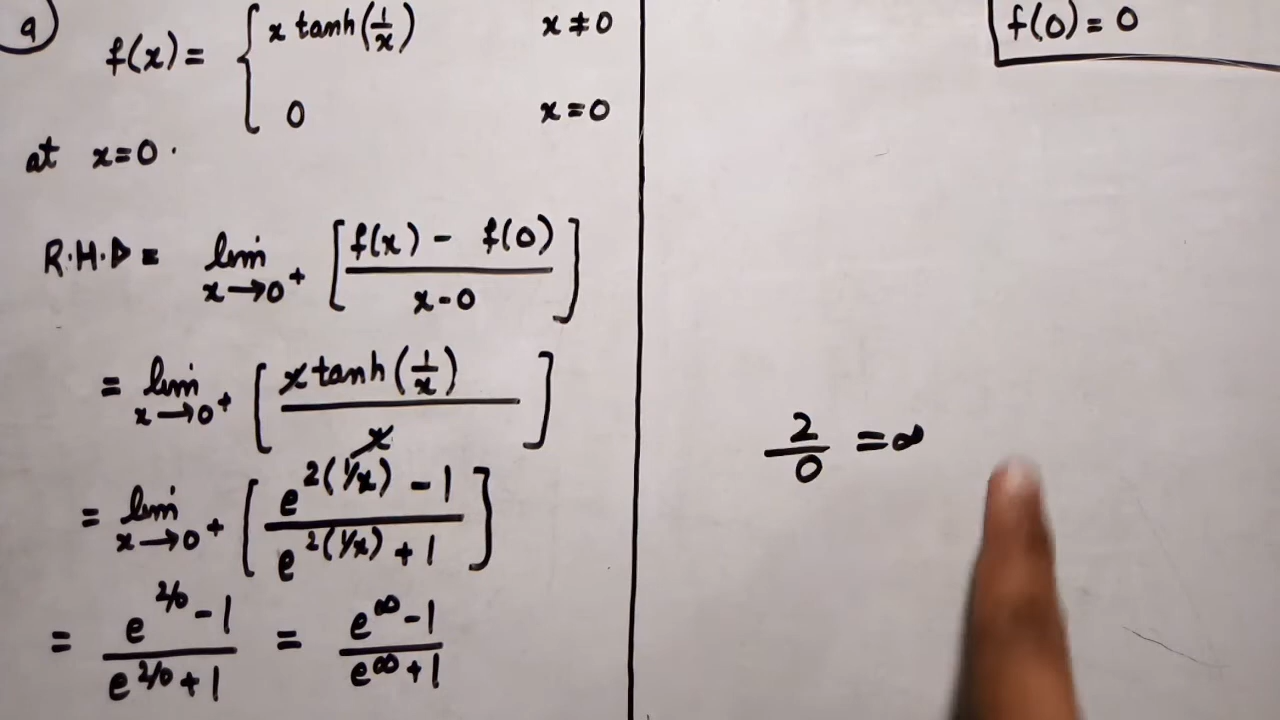 a
f(x) = { x tanh(1/x) x ≠ 0
0 x = 0
at x = 0 .
R.H.D = lim x→0+ [ f(x) - f(0) / x - 0 ]
= lim x→0+ [ x tanh(1/x) / x ]
= lim x→0+ [ e^2(1/x) - 1 / e^2(1/x) + 1 ]
= e^2/0 - 1 / e^2/0 + 1 = e^∞ - 1 / e^∞ + 1
f(0) = 0
2/0 = ∞